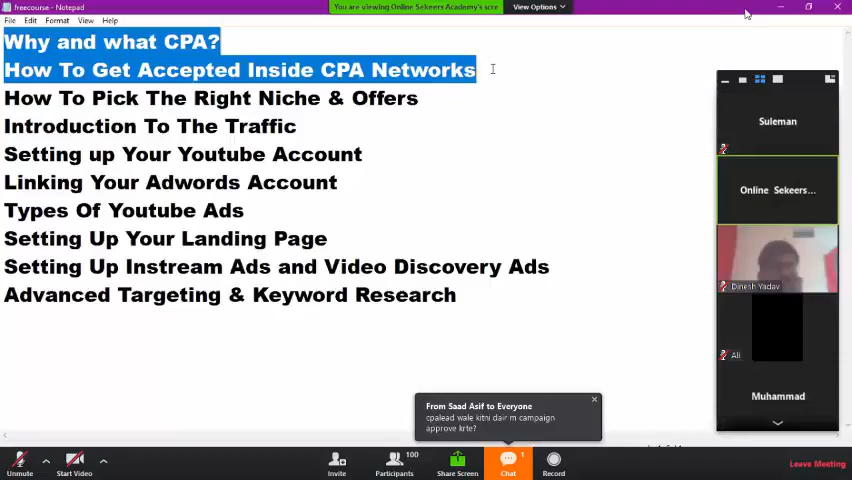 freecourse - Notepad
You are viewing Online Sekeers Academy's scre
View Options
File Edit Format View Help
Why and what CPA?
How To Get Accepted Inside CPA Networks
How To Pick The Right Niche & Offers
Introduction To The Traffic
Setting up Your Youtube Account
Linking Your Adwords Account
Types Of Youtube Ads
Setting Up Your Landing Page
Setting Up Instream Ads and Video Discovery Ads
Advanced Targeting & Keyword Research
Suleman
Online Sekeers...
Dinesh Yadav
Ali
Muhammad
From Saad Asif to Everyone
cpalead wale kitni dair m campaign
approve krte?
Unmute
Start Video
Invite
Participants 100
Share Screen
Chat 1
Record
Leave Meeting